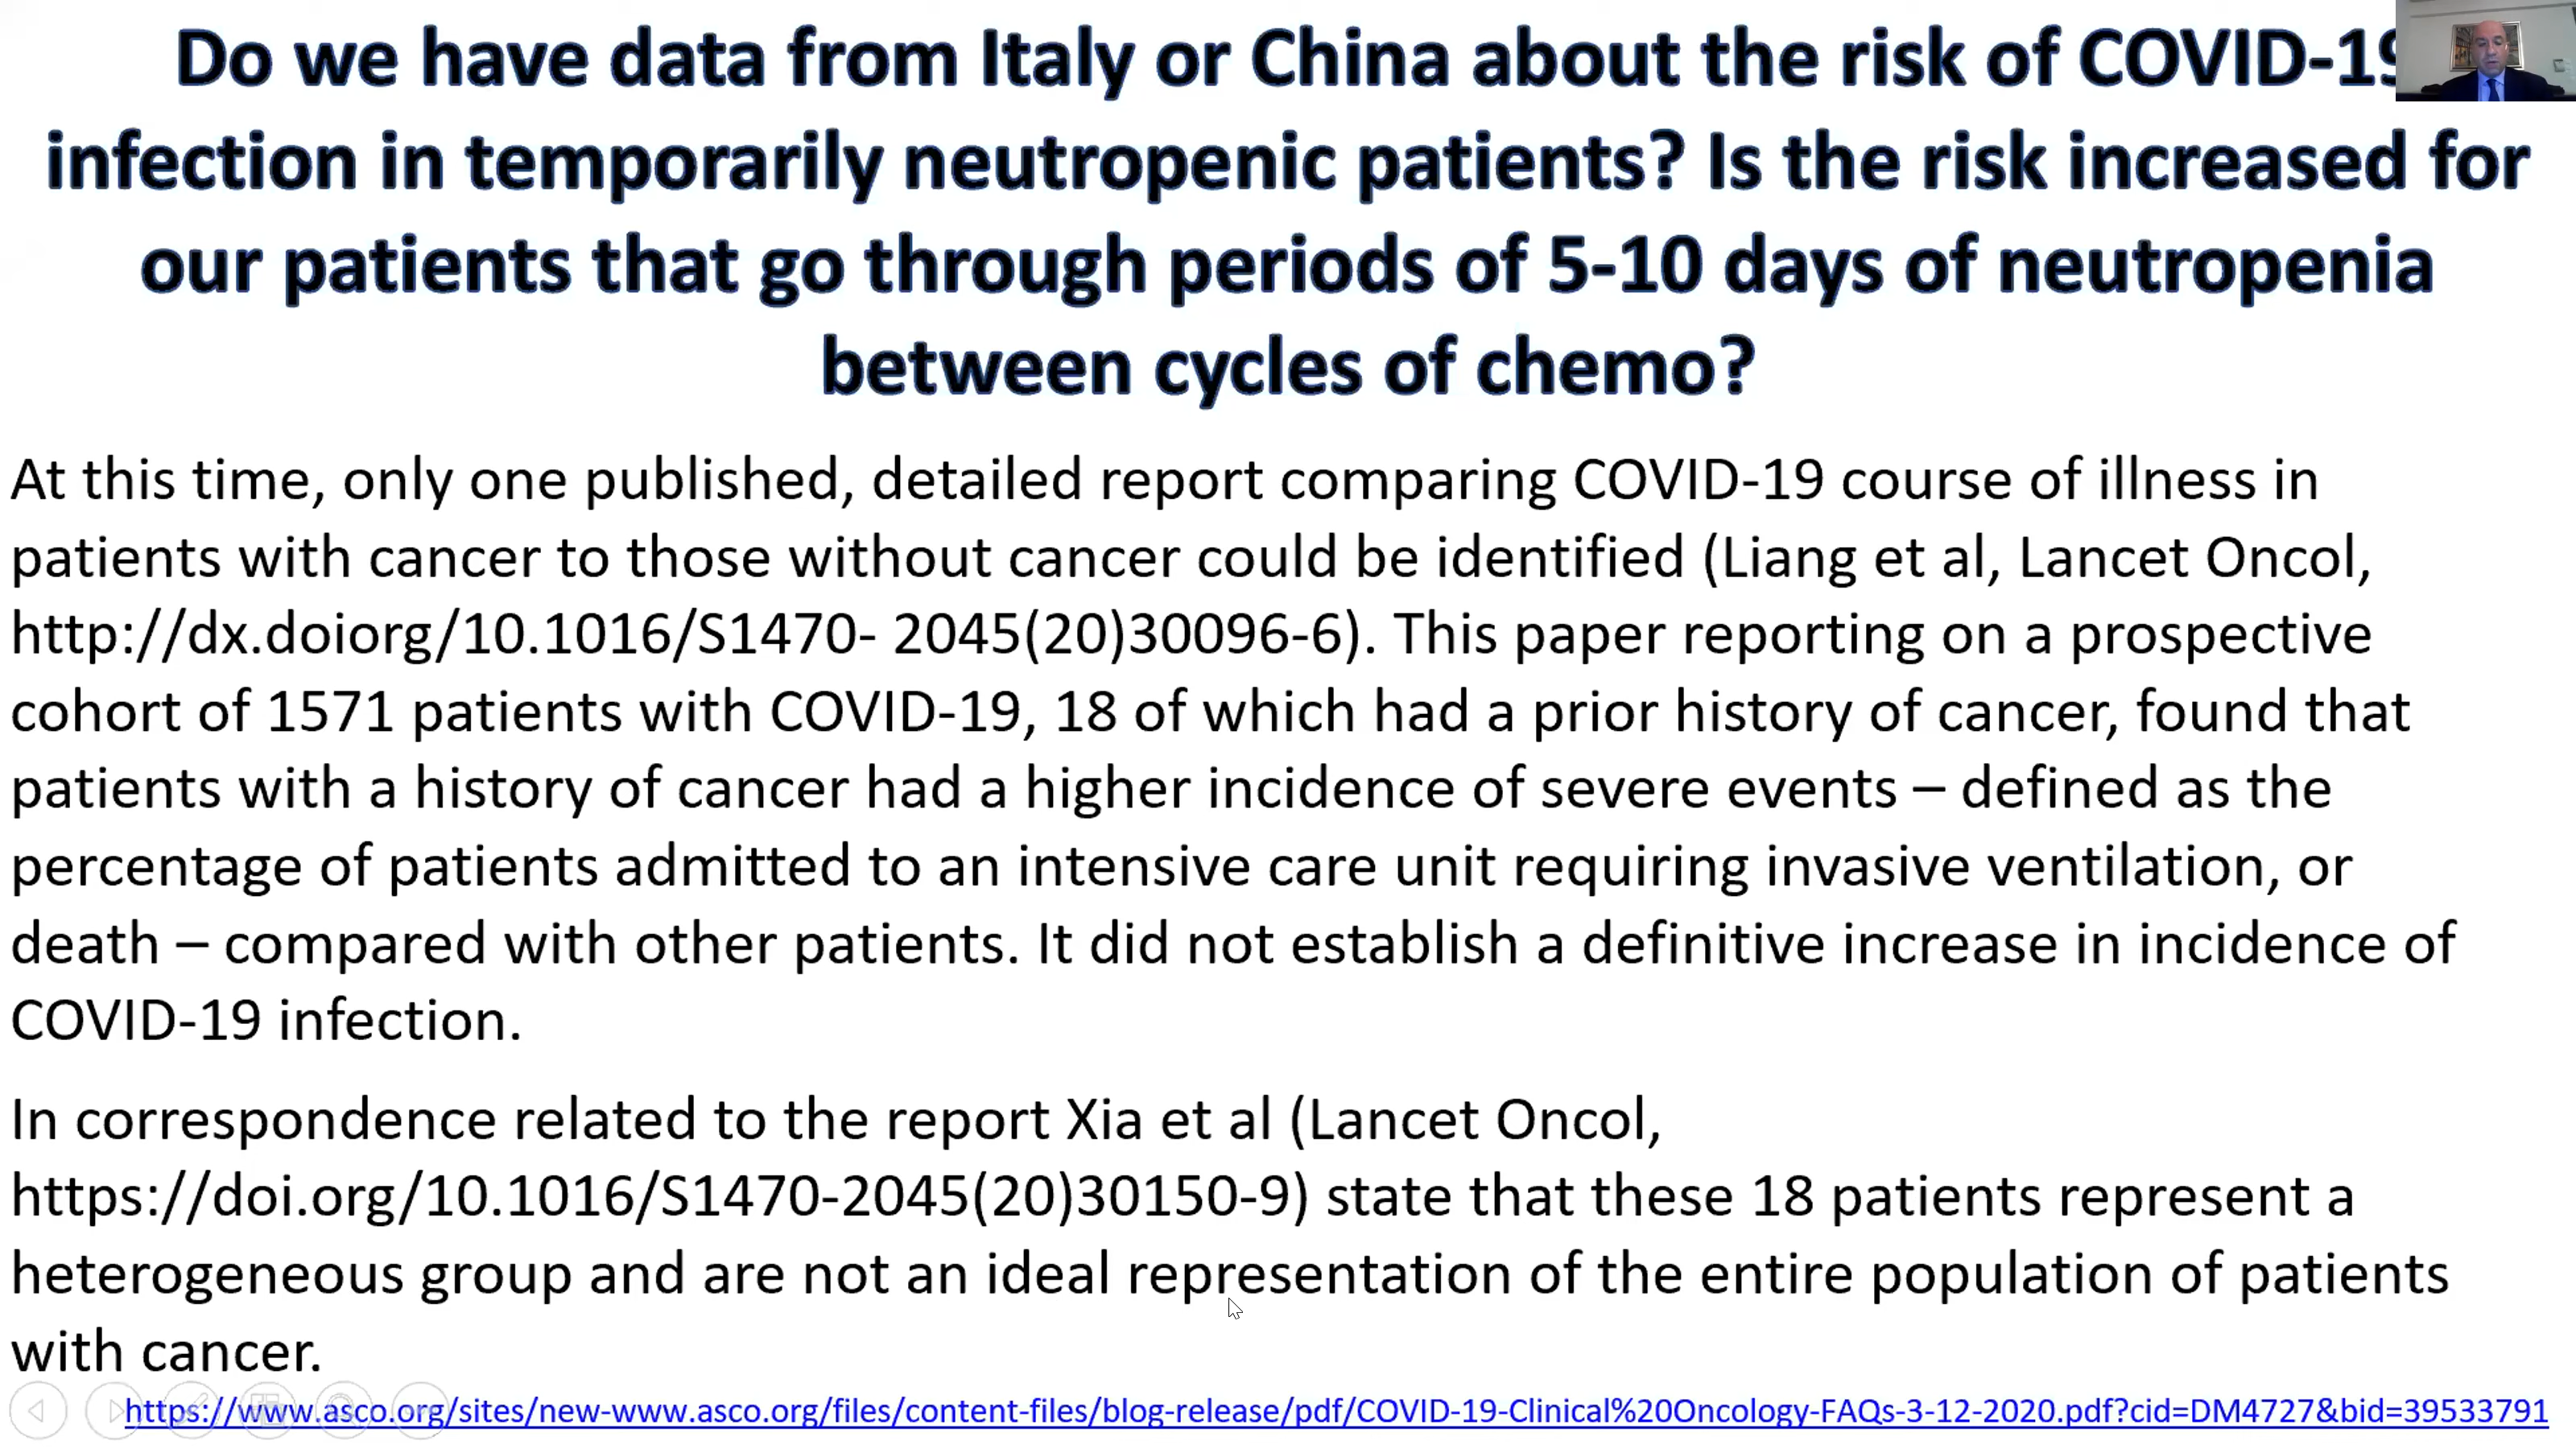 Do we have data from Italy or China about the risk of COVID-19
infection in temporarily neutropenic patients? Is the risk increased for
our patients that go through periods of 5-10 days of neutropenia
between cycles of chemo?
At this time, only one published, detailed report comparing COVID-19 course of illness in
patients with cancer to those without cancer could be identified (Liang et al, Lancet Oncol,
http://dx.doiorg/10.1016/S1470- 2045(20)30096-6). This paper reporting on a prospective
cohort of 1571 patients with COVID-19, 18 of which had a prior history of cancer, found that
patients with a history of cancer had a higher incidence of severe events – defined as the
percentage of patients admitted to an intensive care unit requiring invasive ventilation, or
death – compared with other patients. It did not establish a definitive increase in incidence of
COVID-19 infection.
In correspondence related to the report Xia et al (Lancet Oncol,
https://doi.org/10.1016/S1470-2045(20)30150-9) state that these 18 patients represent a
heterogeneous group and are not an ideal representation of the entire population of patients
with cancer.
https://www.asco.org/sites/new-www.asco.org/files/content-files/blog-release/pdf/COVID-19-Clinical%20Oncology-FAQs-3-12-2020.pdf?cid=DM4727&bid=39533791